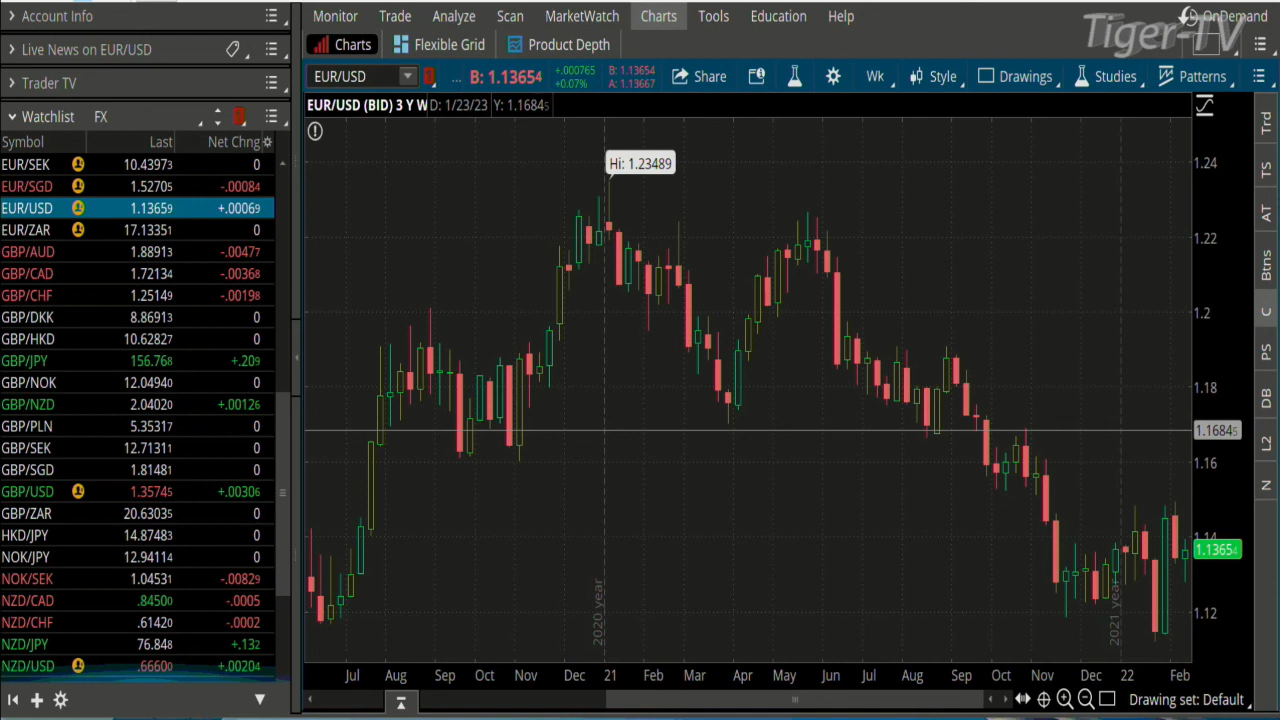 Account Info
Live News on EUR/USD
Trader TV
Watchlist FX
Symbol Last Net Chng
EUR/SEK 10.43973 0
EUR/SGD 1.52705 -.00084
EUR/USD 1.13659 +.00069
EUR/ZAR 17.13351 0
GBP/AUD 1.88913 -.00477
GBP/CAD 1.72134 -.00368
GBP/CHF 1.25149 -.00198
GBP/DKK 8.86913 0
GBP/HKD 10.62827 0
GBP/JPY 156.768 +.209
GBP/NOK 12.04940 0
GBP/NZD 2.04020 +.00126
GBP/PLN 5.35317 0
GBP/SEK 12.71311 0
GBP/SGD 1.81481 0
GBP/USD 1.35745 +.00306
GBP/ZAR 20.63035 0
HKD/JPY 14.87483 0
NOK/JPY 12.94114 0
NOK/SEK 1.04531 -.00829
NZD/CAD .84500 -.0005
NZD/CHF .61420 -.0002
NZD/JPY 76.848 +.132
NZD/USD .66600 +.00204
Monitor Trade Analyze Scan MarketWatch Charts Tools Education Help
OnDemand
Tiger-TV
Charts Flexible Grid Product Depth
EUR/USD 1 ... B: 1.13654 +.000765 +0.07% B: 1.13654 A: 1.13667 Share Wk Style Drawings Studies Patterns
EUR/USD (BID) 3 Y W D: 1/23/23 Y: 1.16845
Hi: 1.23489
1.24
1.22
1.2
1.18
1.16845
1.16
1.14
1.13654
1.12
2020 year
2021 year
Jul Aug Sep Oct Nov Dec 21 Feb Mar Apr May Jun Jul Aug Sep Oct Nov Dec 22 Feb
Drawing set: Default
Trd
TS
AT
Btns
C
PS
DB
L2
N